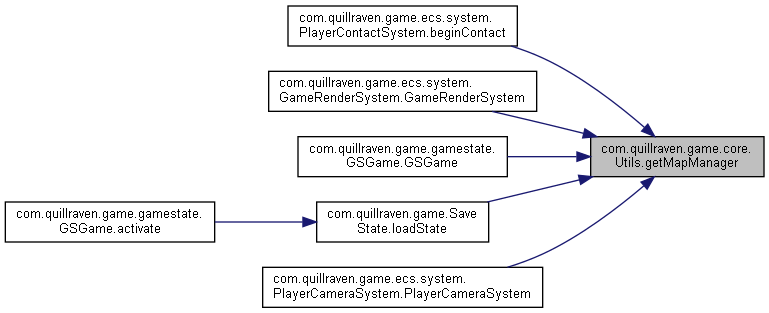 com.quillraven.game.ecs.system.
PlayerContactSystem.beginContact
com.quillraven.game.ecs.system.
GameRenderSystem.GameRenderSystem
com.quillraven.game.core.
Utils.getMapManager
com.quillraven.game.gamestate.
GSGame.GSGame
com.quillraven.game.gamestate.
GSGame.activate
com.quillraven.game.Save
State.loadState
com.quillraven.game.ecs.system.
PlayerCameraSystem.PlayerCameraSystem